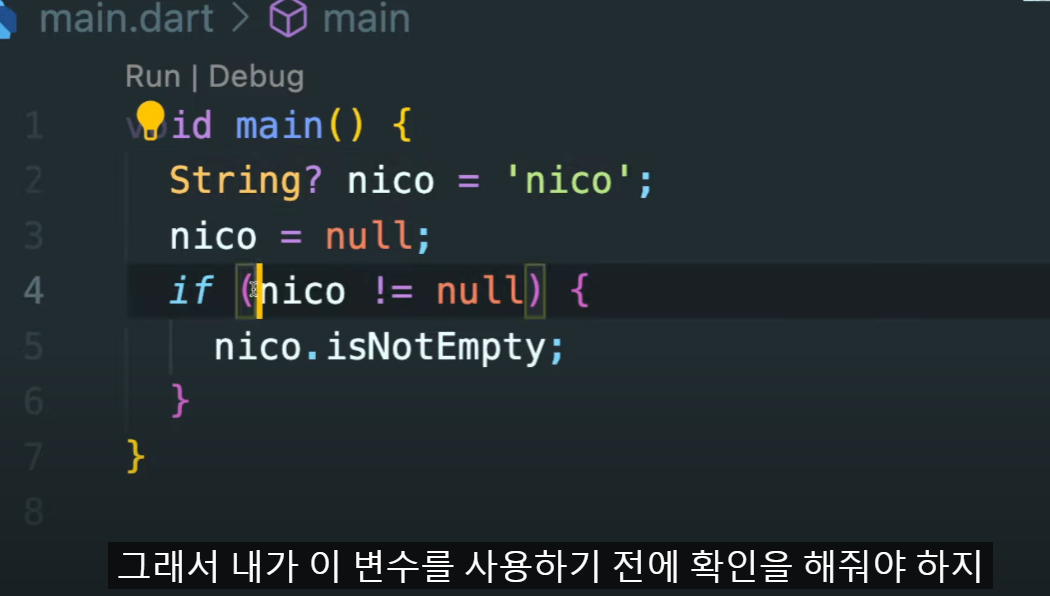 main.dart > main
Run | Debug
1 void main() {
2 String? nico = 'nico';
3 nico = null;
4 if (nico != null) {
5 nico.isNotEmpty;
6 }
7 }
8
그래서 내가 이 변수를 사용하기 전에 확인을 해줘야 하지